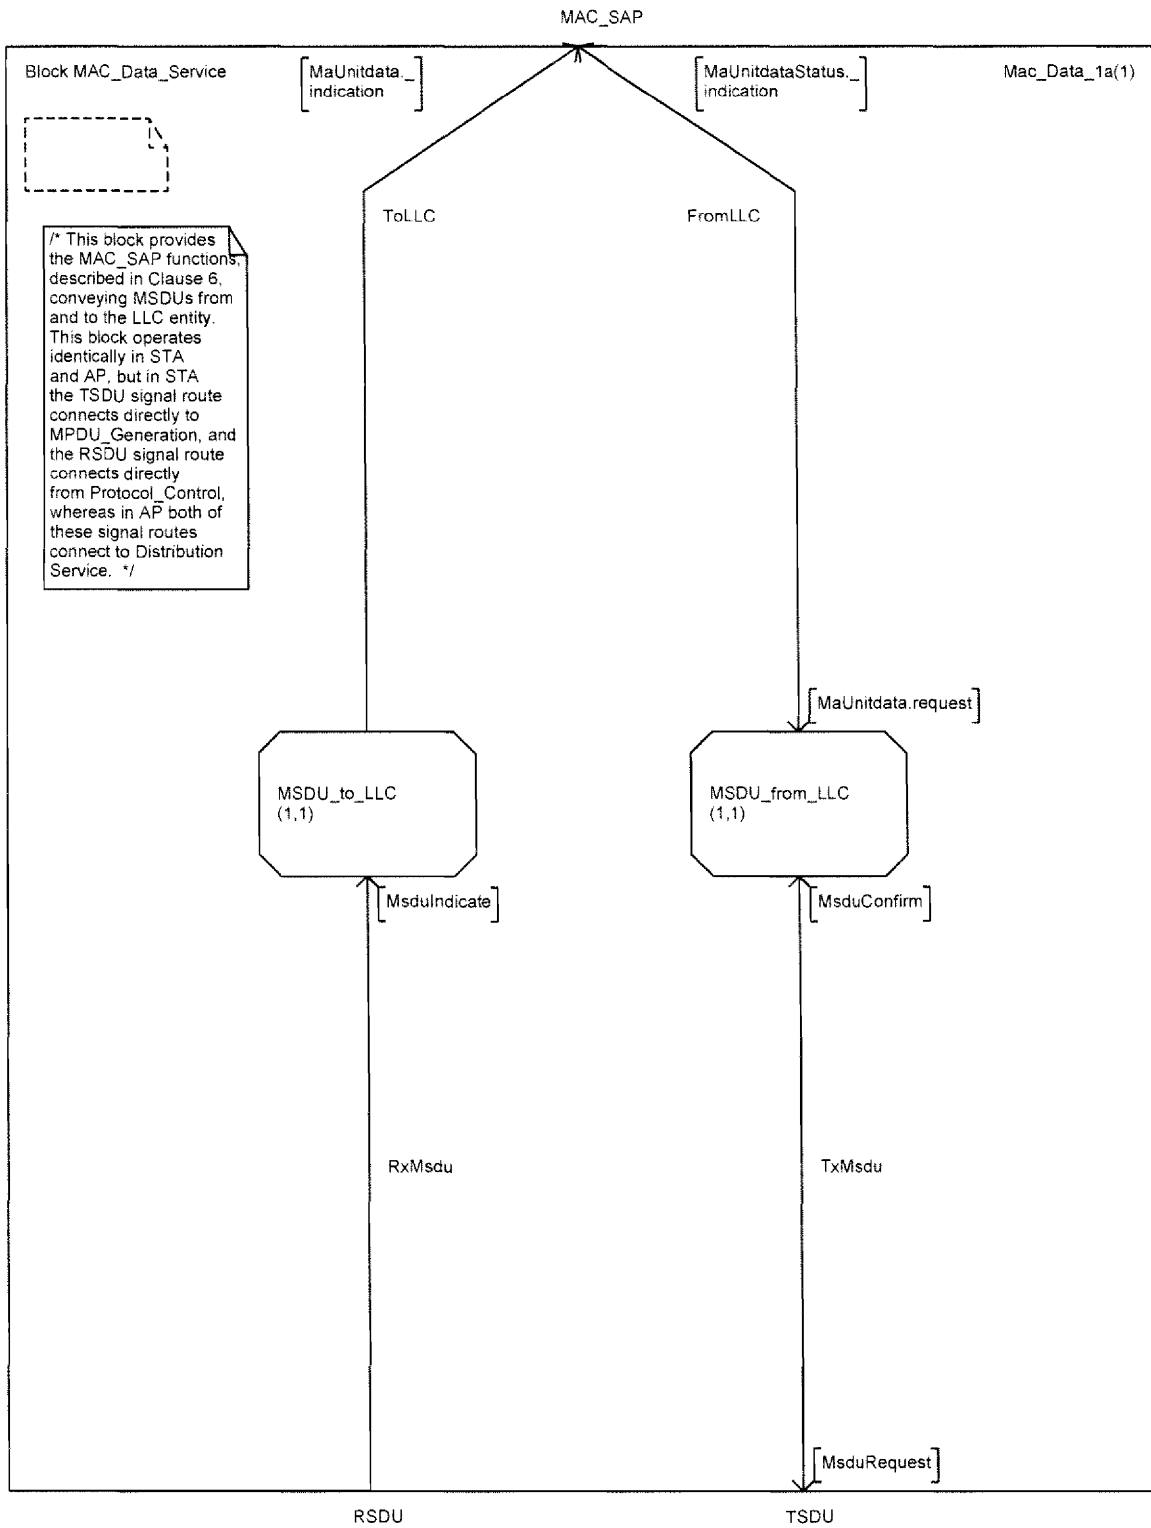 MAC_SAP
Block MAC_Data_Service
MaUnitdata._
indication
MaUnitdataStatus._
indication
Mac_Data_1a(1)
ToLLC
FromLLC
/* This block provides
the MAC_SAP functions,
described in Clause 6,
conveying MSDUs from
and to the LLC entity.
This block operates
identically in STA
and AP, but in STA
the TSDU signal route
connects directly to
MPDU_Generation, and
the RSDU signal route
connects directly
from Protocol_Control,
whereas in AP both of
these signal routes
connect to Distribution
Service. */
MaUnitdata.request
MSDU_to_LLC
(1,1)
MSDU_from_LLC
(1,1)
MsduIndicate
MsduConfirm
RxMsdu
TxMsdu
MsduRequest
RSDU
TSDU